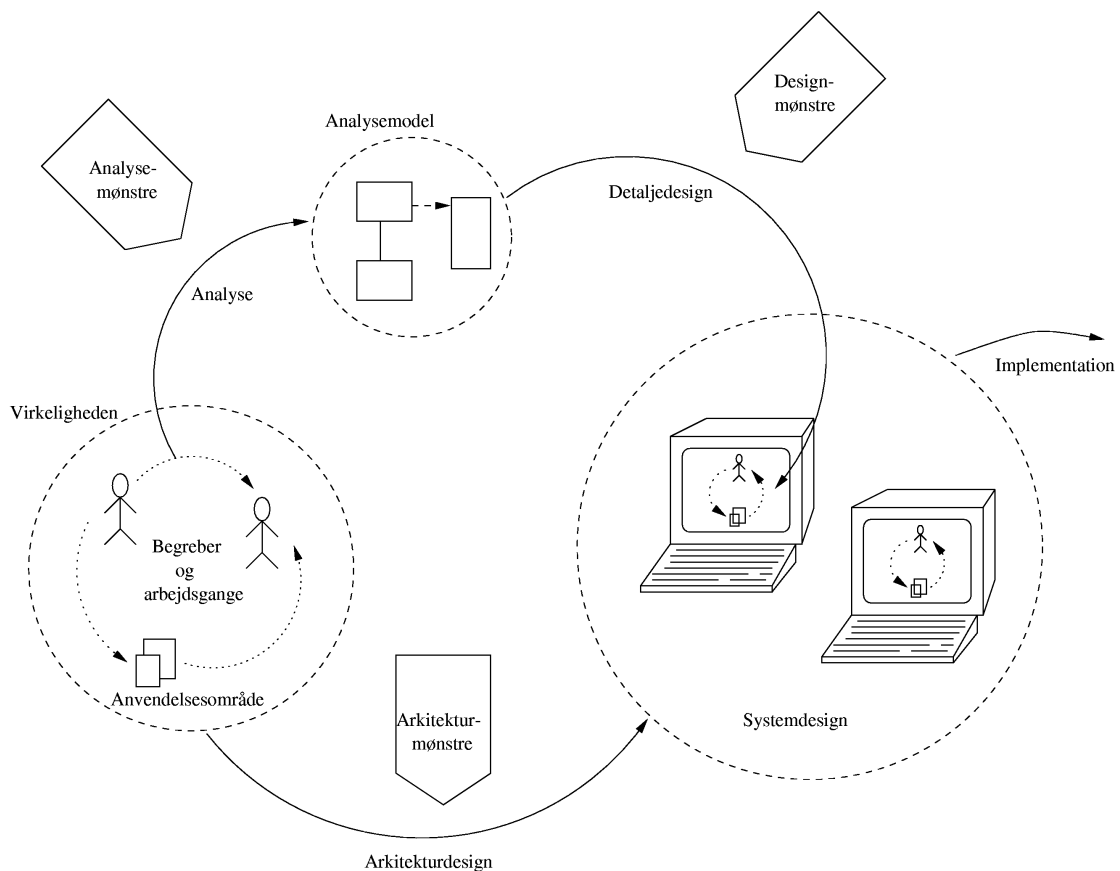 Design-
mønstre
Analysemodel
Analyse-
mønstre
Detaljedesign
Analyse
Implementation
Virkeligheden
Begreber
og
arbejdsgange
Anvendelsesområde
Arkitektur-
mønstre
Systemdesign
Arkitekturdesign